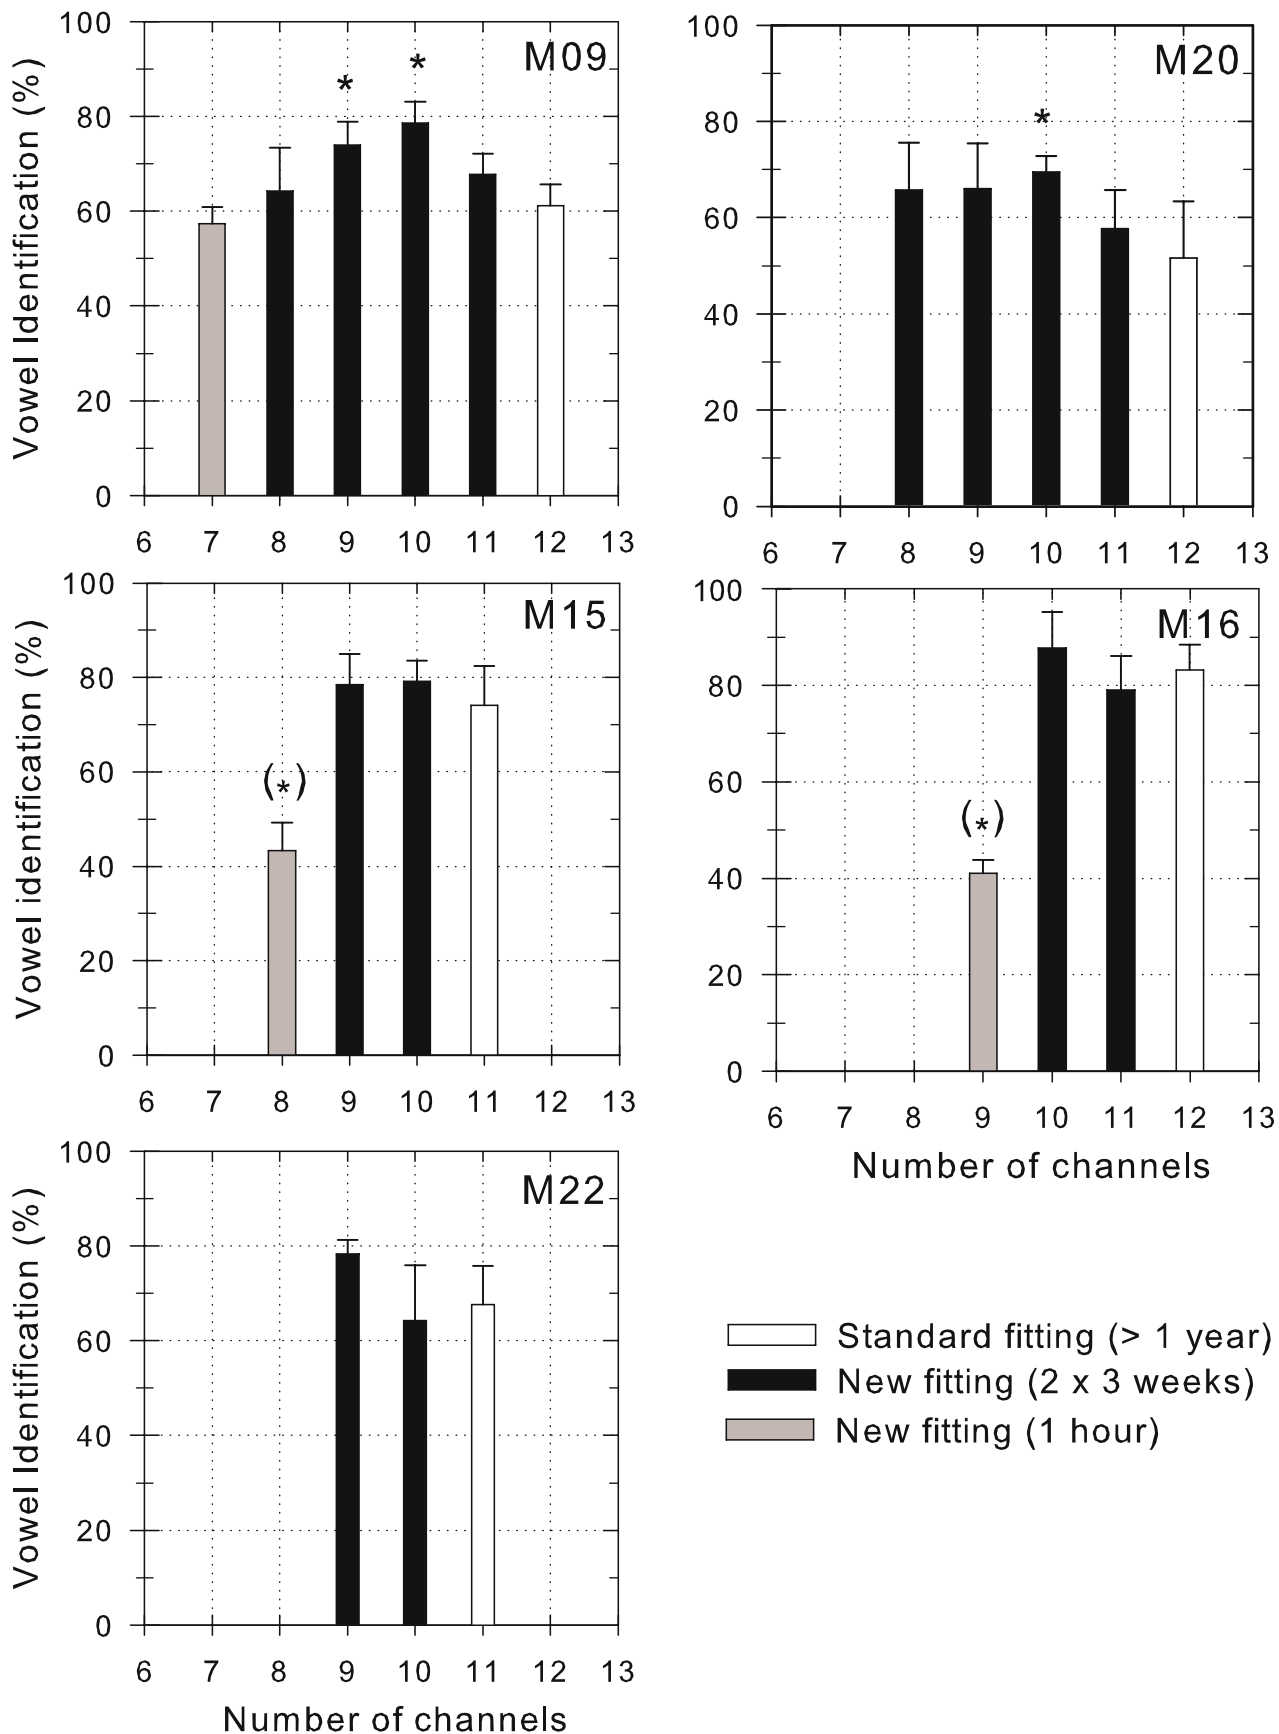 M09
Vowel Identification (%)
100
80
60
40
20
0
* *
6 7 8 9 10 11 12 13
M20
100
80
60
40
20
0
*
6 7 8 9 10 11 12 13
M15
Vowel identification (%)
100
80
60
40
20
0
(*)
6 7 8 9 10 11 12 13
M16
100
80
60
40
20
0
(*)
6 7 8 9 10 11 12 13
Number of channels
M22
Vowel Identification (%)
100
80
60
40
20
0
6 7 8 9 10 11 12 13
Number of channels
Standard fitting (> 1 year)
New fitting (2 x 3 weeks)
New fitting (1 hour)